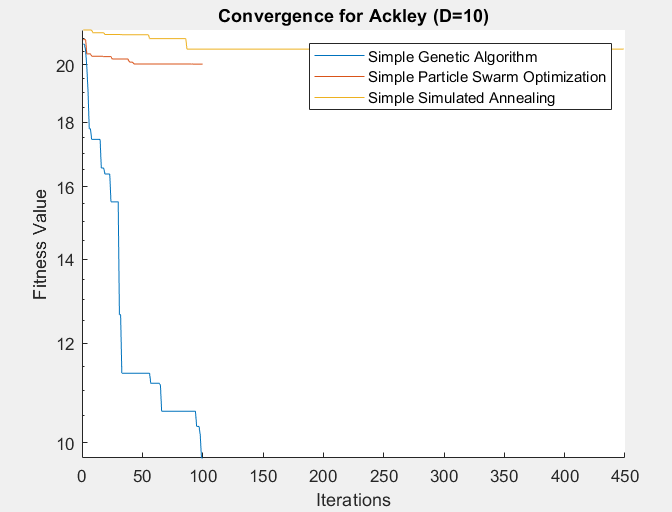 Convergence for Ackley (D=10)
Simple Genetic Algorithm
Simple Particle Swarm Optimization
Simple Simulated Annealing
Fitness Value
20
18
16
14
12
10
0 50 100 150 200 250 300 350 400 450
Iterations